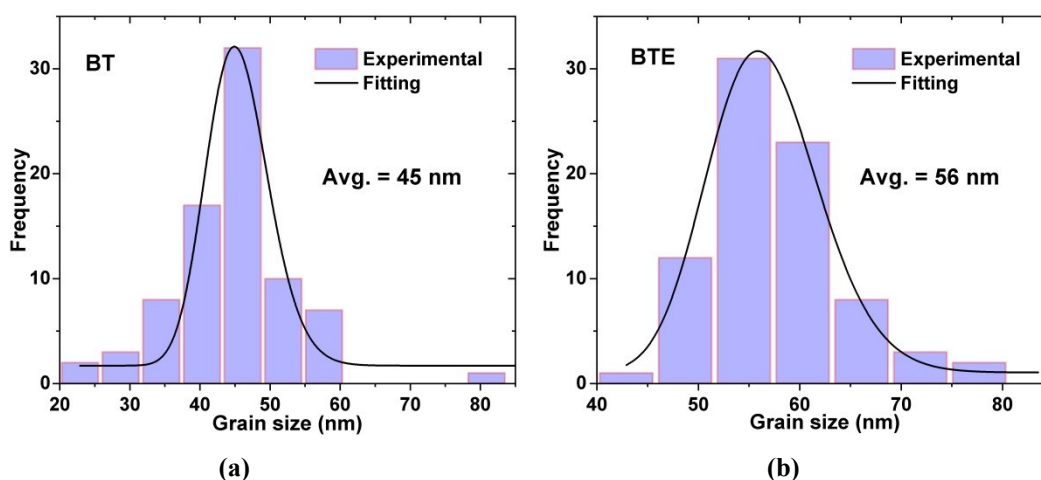 BT
Experimental
Fitting
Avg. = 45 nm
Frequency
0
10
20
30
20 30 40 50 60 70 80
Grain size (nm)
(a)
BTE
Experimental
Fitting
Avg. = 56 nm
Frequency
0
10
20
30
40 50 60 70 80
Grain size (nm)
(b)